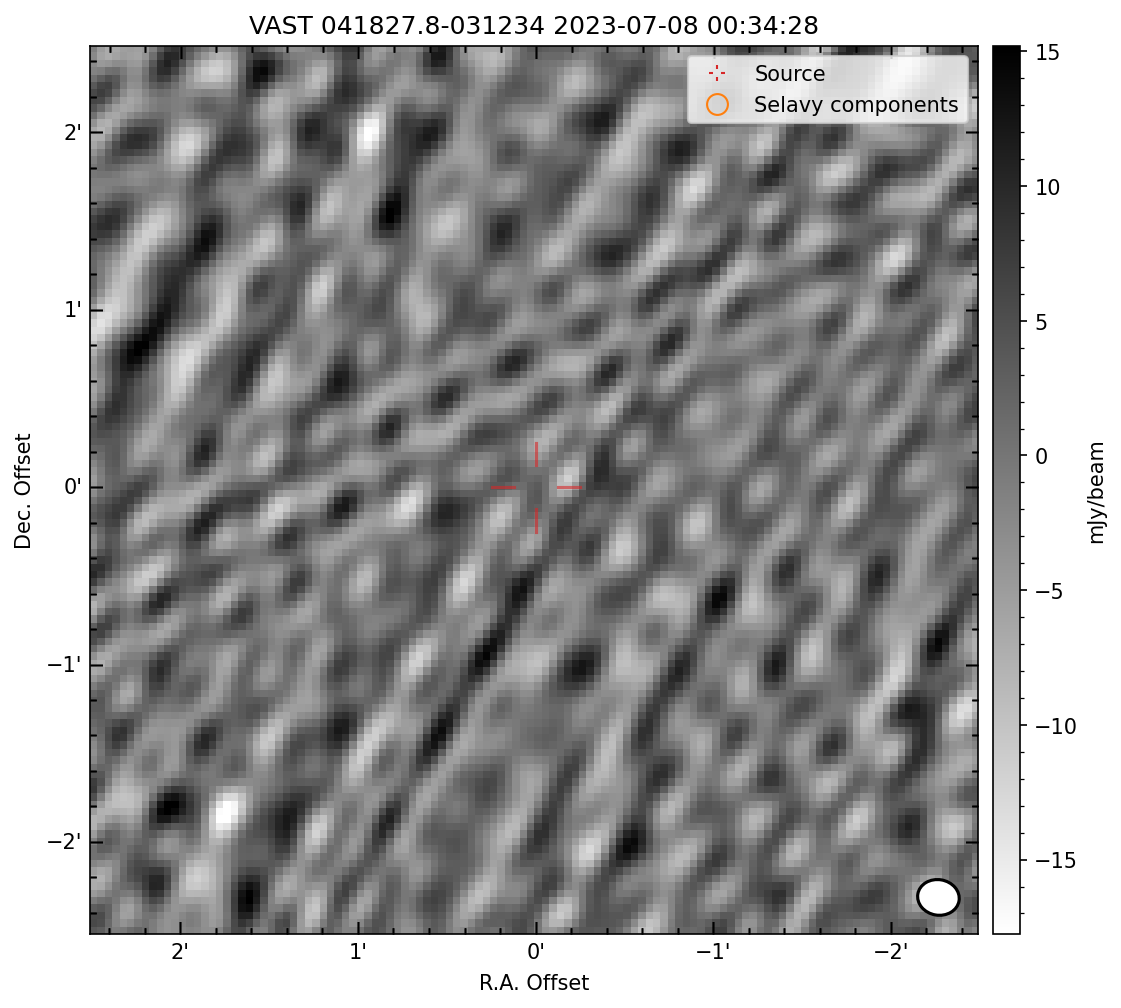 VAST 041827.8-031234 2023-07-08 00:34:28
Source
Selavy components
2'
1'
0'
−1'
−2'
Dec. Offset
2'
1'
0'
−1'
−2'
R.A. Offset
15
10
5
0
−5
−10
−15
mJy/beam